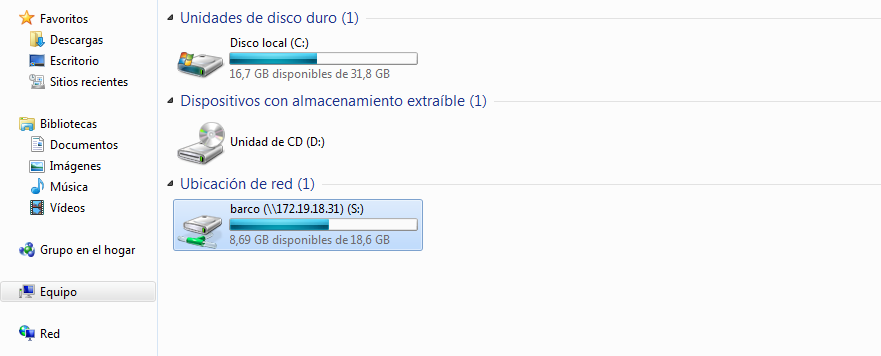 Favoritos
Descargas
Escritorio
Sitios recientes
Bibliotecas
Documentos
Imágenes
Música
Vídeos
Grupo en el hogar
Equipo
Red
Unidades de disco duro (1)
Disco local (C:)
16,7 GB disponibles de 31,8 GB
Dispositivos con almacenamiento extraíble (1)
Unidad de CD (D:)
Ubicación de red (1)
barco (\\172.19.18.31) (S:)
8,69 GB disponibles de 18,6 GB